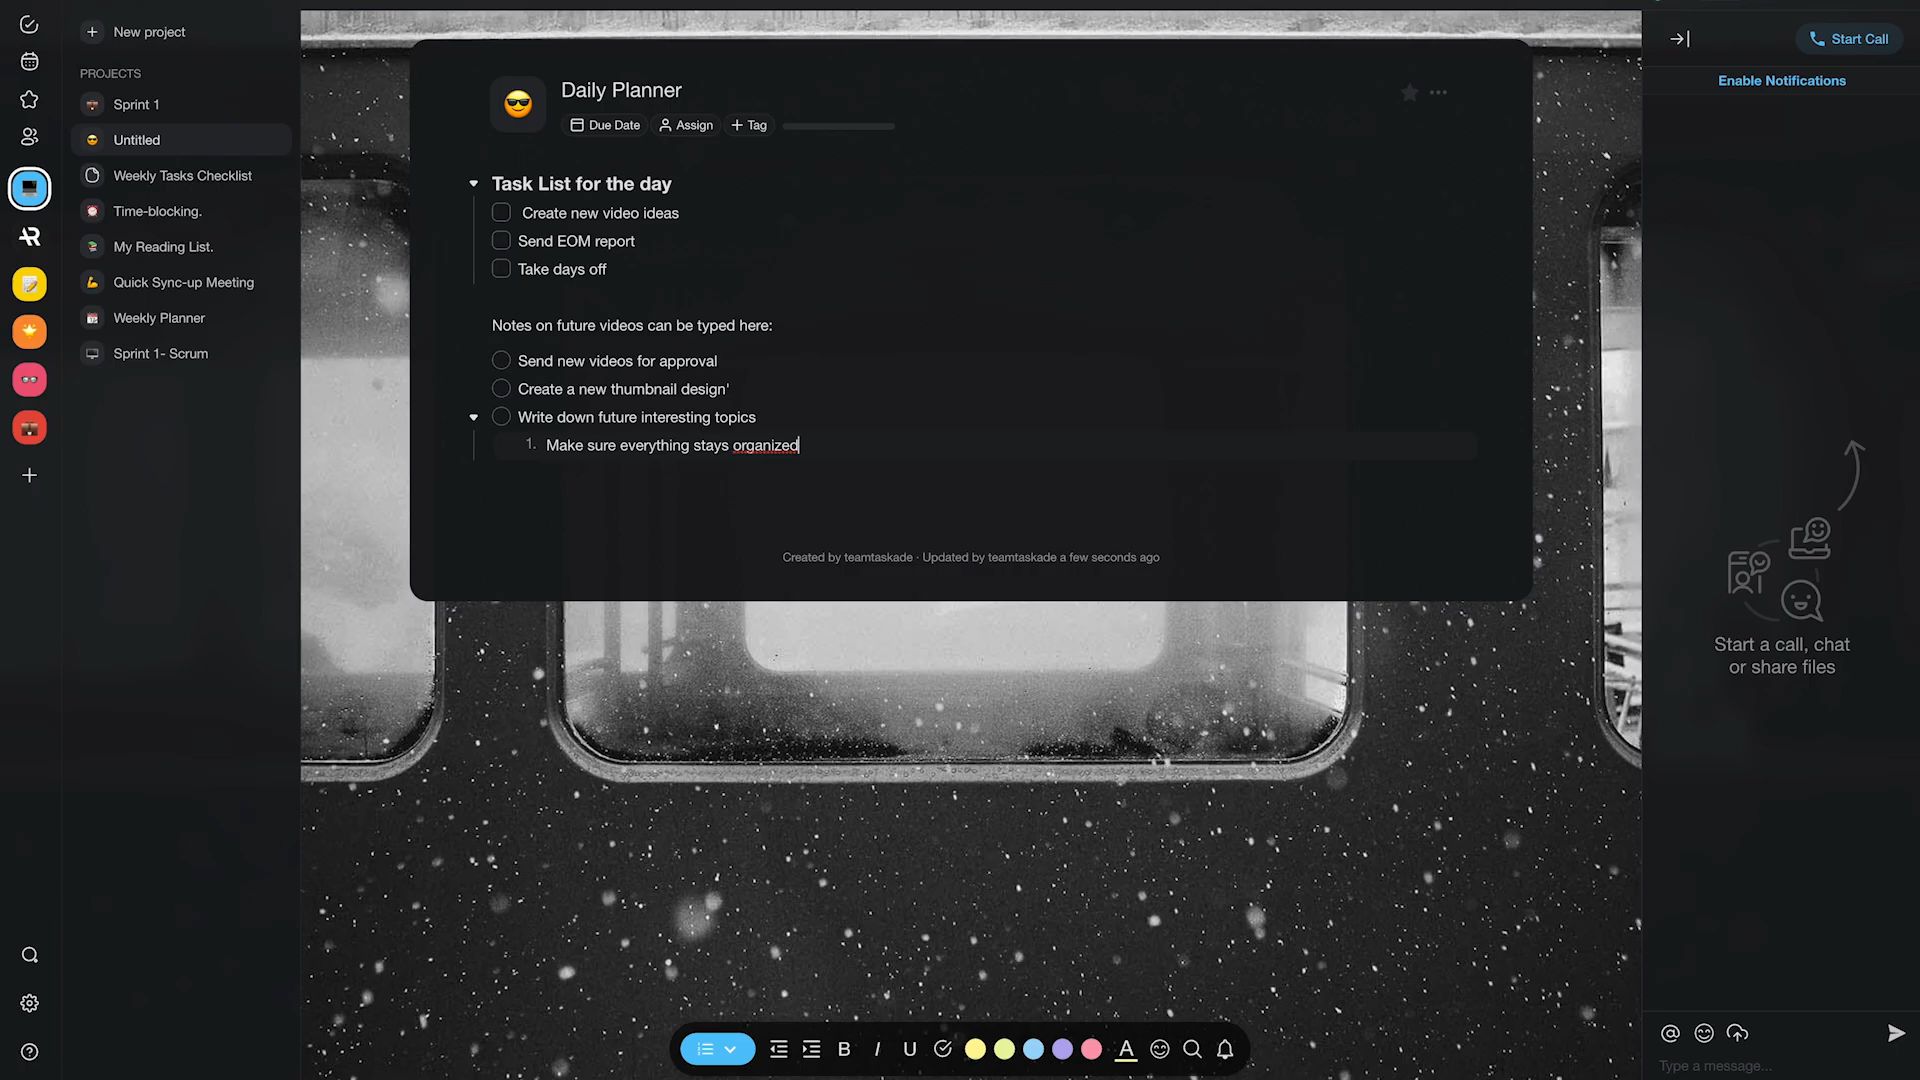 New project
PROJECTS
Sprint 1
Untitled
Weekly Tasks Checklist
Time-blocking.
My Reading List.
Quick Sync-up Meeting
Weekly Planner
Sprint 1- Scrum
Daily Planner
Due Date Assign + Tag
Task List for the day
Create new video ideas
Send EOM report
Take days off
Notes on future videos can be typed here:
Send new videos for approval
Create a new thumbnail design'
Write down future interesting topics
1. Make sure everything stays organized
Created by teamtaskade · Updated by teamtaskade a few seconds ago
B I U A
Start Call
Enable Notifications
Start a call, chat
or share files
Type a message...